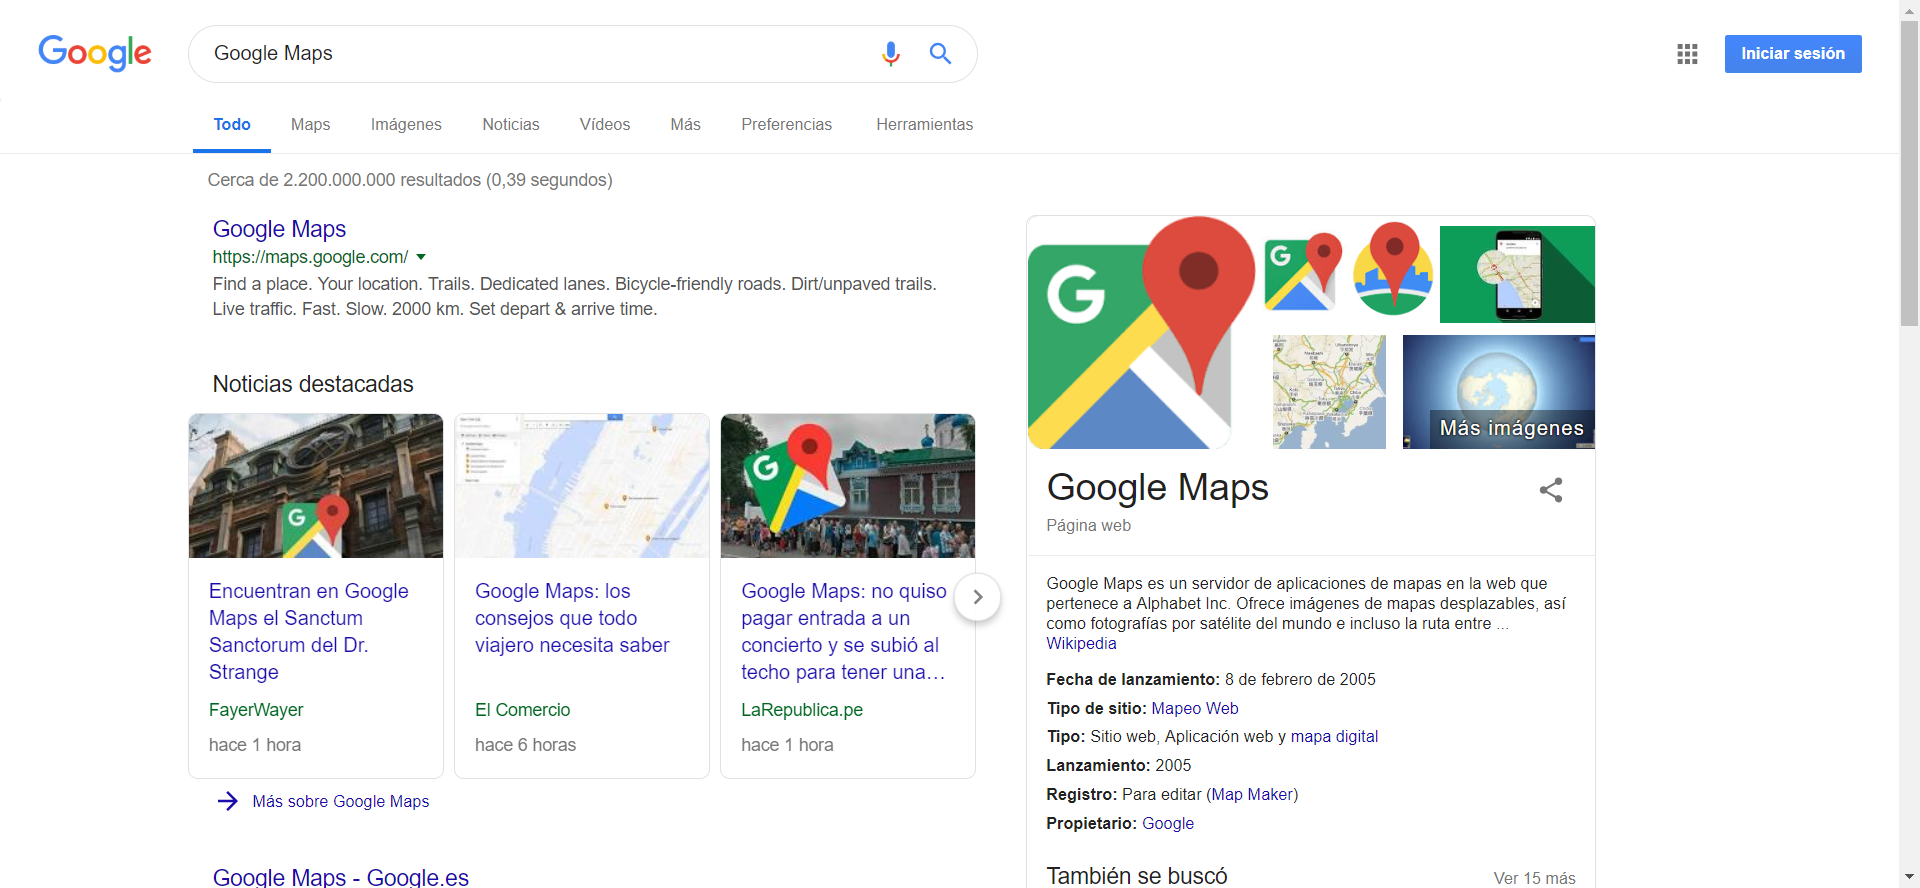 Google
Google Maps
Iniciar sesión
Todo
Maps
Imágenes
Noticias
Vídeos
Más
Preferencias
Herramientas
Cerca de 2.200.000.000 resultados (0,39 segundos)
Google Maps
https://maps.google.com/
Find a place. Your location. Trails. Dedicated lanes. Bicycle-friendly roads. Dirt/unpaved trails.
Live traffic. Fast. Slow. 2000 km. Set depart & arrive time.
Noticias destacadas
Encuentran en Google
Maps el Sanctum
Sanctorum del Dr.
Strange
FayerWayer
hace 1 hora
Google Maps: los
consejos que todo
viajero necesita saber
El Comercio
hace 6 horas
Google Maps: no quiso
pagar entrada a un
concierto y se subió al
techo para tener una…
LaRepublica.pe
hace 1 hora
Más sobre Google Maps
Google Maps - Google.es
G
G
Más imágenes
Google Maps
Página web
Google Maps es un servidor de aplicaciones de mapas en la web que
pertenece a Alphabet Inc. Ofrece imágenes de mapas desplazables, así
como fotografías por satélite del mundo e incluso la ruta entre ...
Wikipedia
Fecha de lanzamiento: 8 de febrero de 2005
Tipo de sitio: Mapeo Web
Tipo: Sitio web, Aplicación web y mapa digital
Lanzamiento: 2005
Registro: Para editar (Map Maker)
Propietario: Google
También se buscó
Ver 15 más